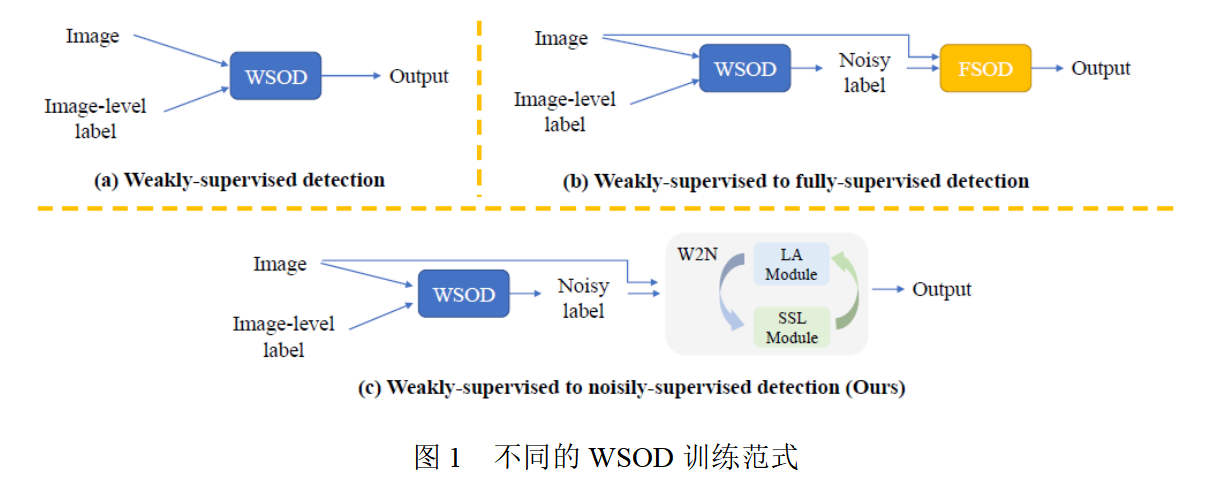 Image
WSOD
Output
Image-level
label
(a) Weakly-supervised detection
Image
WSOD
Noisy
label
FSOD
Output
Image-level
label
(b) Weakly-supervised to fully-supervised detection
Image
WSOD
Noisy
label
Image-level
label
W2N
LA
Module
SSL
Module
Output
(c) Weakly-supervised to noisily-supervised detection (Ours)
图 1 不同的 WSOD 训练范式